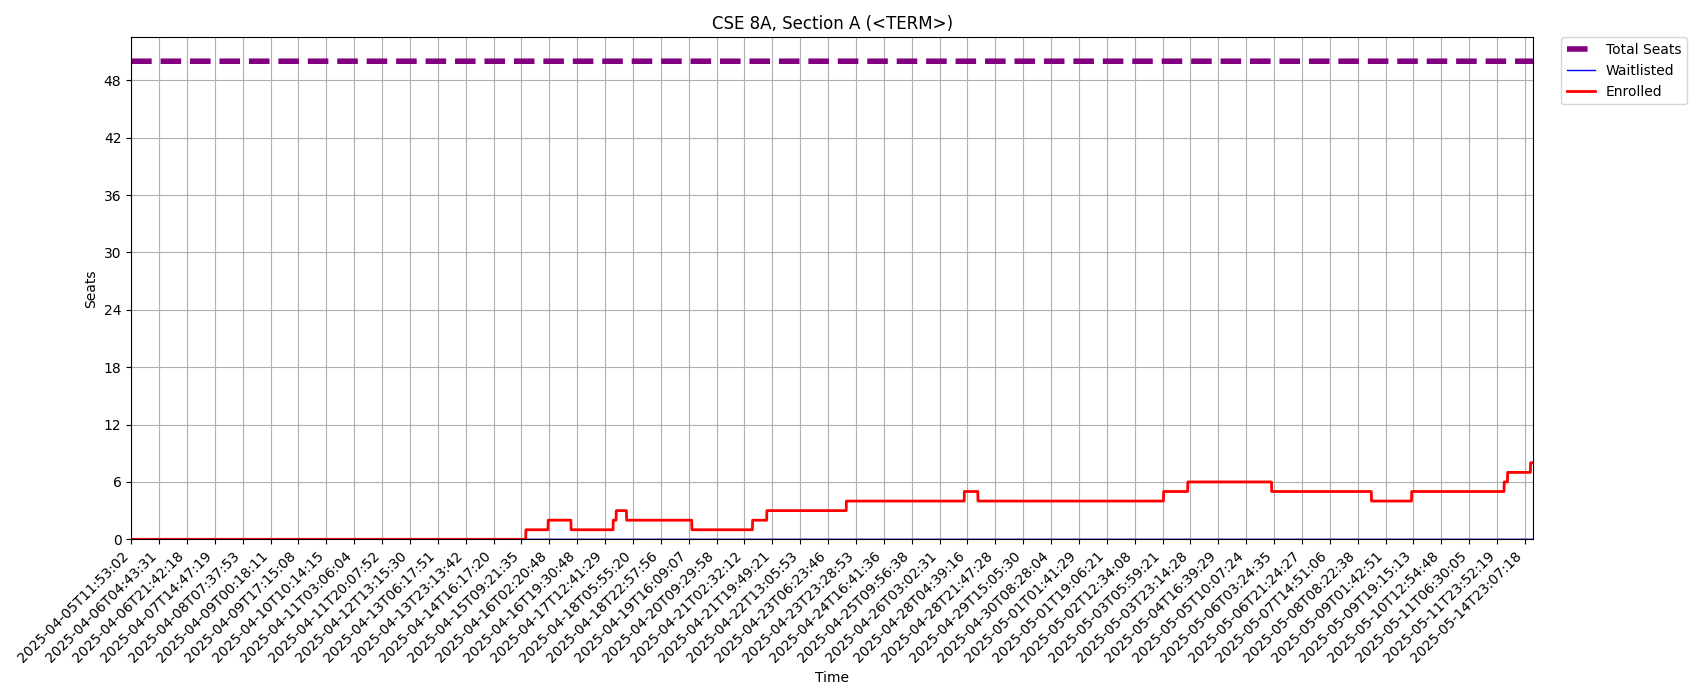 CSE 8A, Section A (<TERM>)
Total Seats
Waitlisted
Enrolled
Seats
48
42
36
30
24
18
12
6
0
2025-04-05T11:53:02
2025-04-06T04:43:31
2025-04-06T21:42:18
2025-04-07T14:47:19
2025-04-08T07:37:53
2025-04-09T00:18:11
2025-04-09T17:15:08
2025-04-10T10:14:15
2025-04-11T03:06:04
2025-04-11T20:07:52
2025-04-12T13:15:30
2025-04-13T06:17:51
2025-04-13T23:13:42
2025-04-14T16:17:20
2025-04-15T09:21:35
2025-04-16T02:20:48
2025-04-16T19:30:48
2025-04-17T12:41:29
2025-04-18T05:55:20
2025-04-18T22:57:56
2025-04-19T16:09:07
2025-04-20T09:29:58
2025-04-21T02:32:12
2025-04-21T19:49:21
2025-04-22T13:05:53
2025-04-23T06:23:46
2025-04-23T23:28:53
2025-04-24T16:41:36
2025-04-25T09:56:38
2025-04-26T03:02:31
2025-04-28T04:39:16
2025-04-28T21:47:28
2025-04-29T15:05:30
2025-04-30T08:28:04
2025-05-01T01:41:29
2025-05-01T19:06:21
2025-05-02T12:34:08
2025-05-03T05:59:21
2025-05-03T23:14:28
2025-05-04T16:39:29
2025-05-05T10:07:24
2025-05-06T03:24:35
2025-05-06T21:24:27
2025-05-07T14:51:06
2025-05-08T08:22:38
2025-05-09T01:42:51
2025-05-09T19:15:13
2025-05-10T12:54:48
2025-05-11T06:30:05
2025-05-11T23:52:19
2025-05-14T23:07:18
Time